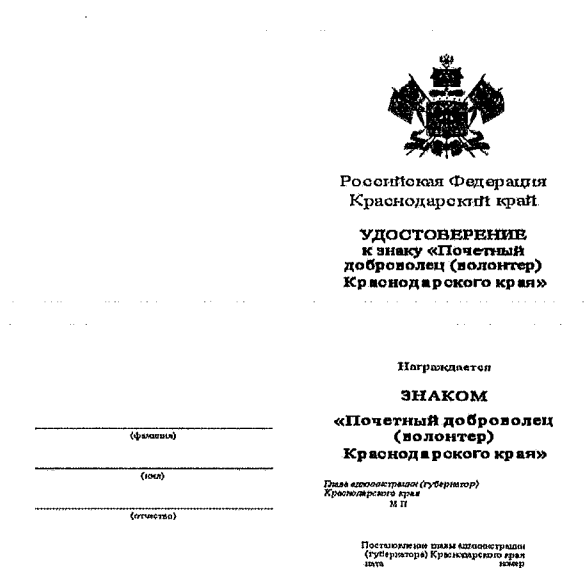 Российская Федерация
Краснодарский край
УДОСТОВЕРЕНИЕ
к знаку «Почетный
доброволец (волонтер)
Краснодарского края»
(фамилия)
(имя)
(отчество)
Награждается
ЗНАКОМ
«Почетный доброволец
(волонтер)
Краснодарского края»
Глава администрации (губернатор)
Краснодарского края
М П
Постановление главы администрации
(губернатора) Краснодарского края
дата номер